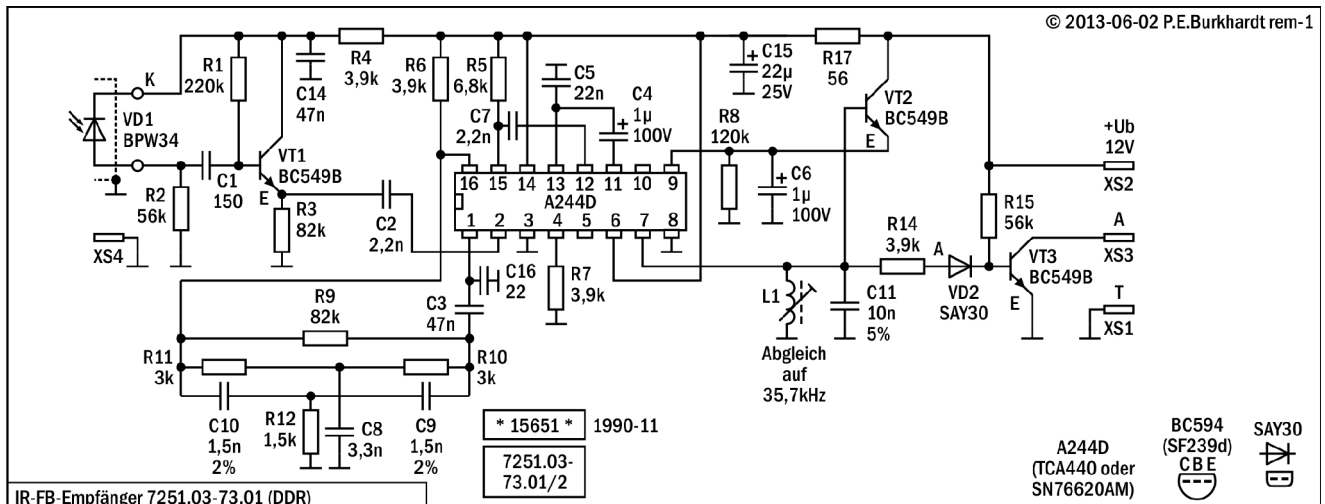 © 2013-06-02 P.E.Burkhardt rem-1
K
VD1
BPW34
R1
220k
C14
47n
R4
3,9k
R6
3,9k
R5
6,8k
C7
2,2n
C5
22n
C4
+
1µ
100V
+
C15
22µ
25V
R17
56
VT2
BC549B
E
R8
120k
+
C6
1µ
100V
+Ub
12V
XS2
R2
56k
C1
150
VT1
BC549B
E
R3
82k
C2
2,2n
XS4
16 15 14 13 12 11 10 9
A244D
1 2 3 4 5 6 7 8
C16
22
C3
47n
R7
3,9k
L1
Abgleich
auf
35,7kHz
C11
10n
5%
R14
3,9k
A
VD2
SAY30
R15
56k
VT3
BC549B
E
A
XS3
T
XS1
R9
82k
R11
3k
R10
3k
C10
1,5n
2%
R12
1,5k
C8
3,3n
C9
1,5n
2%
* 15651 * 1990-11
7251.03-
73.01/2
A244D
(TCA440 oder
SN76620AM)
BC594
(SF239d)
C B E
SAY30
IR-FB-Empfänger 7251.03-73.01 (DDR)